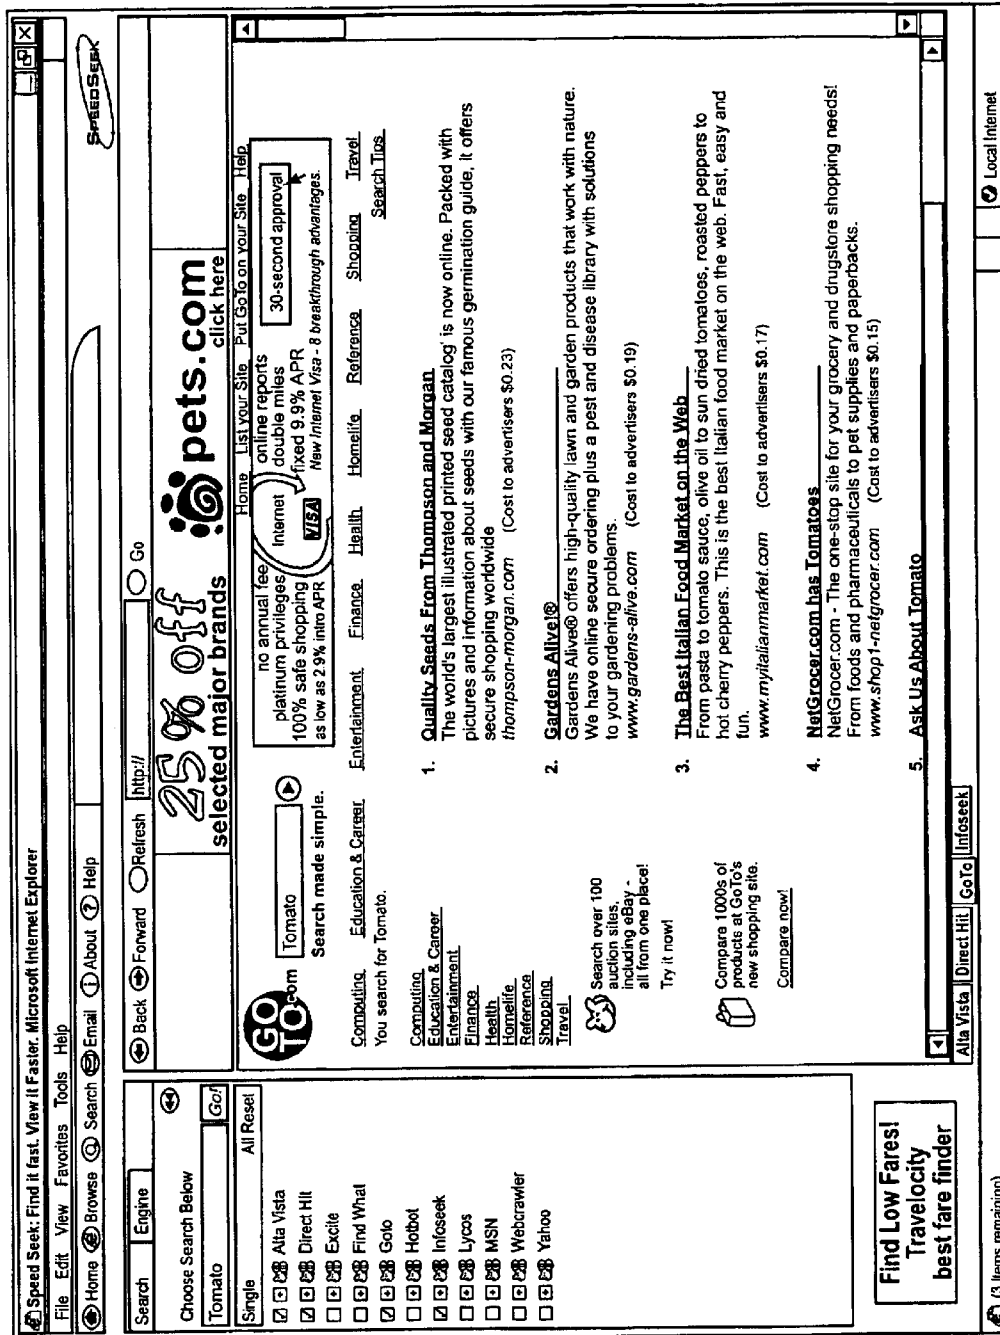 Speed Seek: Find it fast. View it Faster. Microsoft Internet Explorer
File Edit View Favorites Tools Help
Home Browse Search Email About Help
SPEEDSEEK
Search Engine
Choose Search Below
Tomato Go!
Single All Reset
Alta Vista
Direct Hit
Excite
Find What
Goto
Hotbot
Infoseek
Lycos
MSN
Webcrawler
Yahoo
Find Low Fares!
Travelocity
best fare finder
(3 Items remaining)
Back Forward Refresh http:// Go
25% off
selected major brands
pets.com
click here
Home List your Site Put GoTo on your Site Help
GO TO.com
Tomato
Search made simple.
no annual fee
platinum privileges
100% safe shopping
as low as 2.9% intro APR
Internet
VISA
online reports
double miles
fixed 9.9% APR
New Internet Visa - 8 breakthrough advantages.
30-second approval
Computing Education & Career Entertainment Finance Health Homelife Reference Shopping Travel
You search for Tomato.
Search Tips
Computing
Education & Career
Entertainment
Finance
Health
Homelife
Reference
Shopping
Travel
Search over 100
auction sites,
including eBay -
all from one place!
Try it now!
Compare 1000s of
products at GoTo's
new shopping site.
Compare now!
1. Quality Seeds From Thompson and Morgan
The world's largest illustrated printed seed catalog' is now online. Packed with
pictures and information about seeds with our famous germination guide, it offers
secure shopping worldwide
thompson-morgan.com (Cost to advertisers $0.23)
2. Gardens Alive!®
Gardens Alive® offers high-quality lawn and garden products that work with nature.
We have online secure ordering plus a pest and disease library with solutions
to your gardening problems.
www.gardens-alive.com (Cost to advertisers $0.19)
3. The Best Italian Food Market on the Web
From pasta to tomato sauce, olive oil to sun dried tomatoes, roasted peppers to
hot cherry peppers. This is the best Italian food market on the web. Fast, easy and
fun.
www.myitalianmarket.com (Cost to advertisers $0.17)
4. NetGrocer.com has Tomatoes
NetGrocer.com - The one-stop site for your grocery and drugstore shopping needs!
From foods and pharmaceuticals to pet supplies and paperbacks.
www.shop1-netgrocer.com (Cost to advertisers $0.15)
5. Ask Us About Tomato
Alta Vista Direct Hit GoTo Infoseek
Local Internet